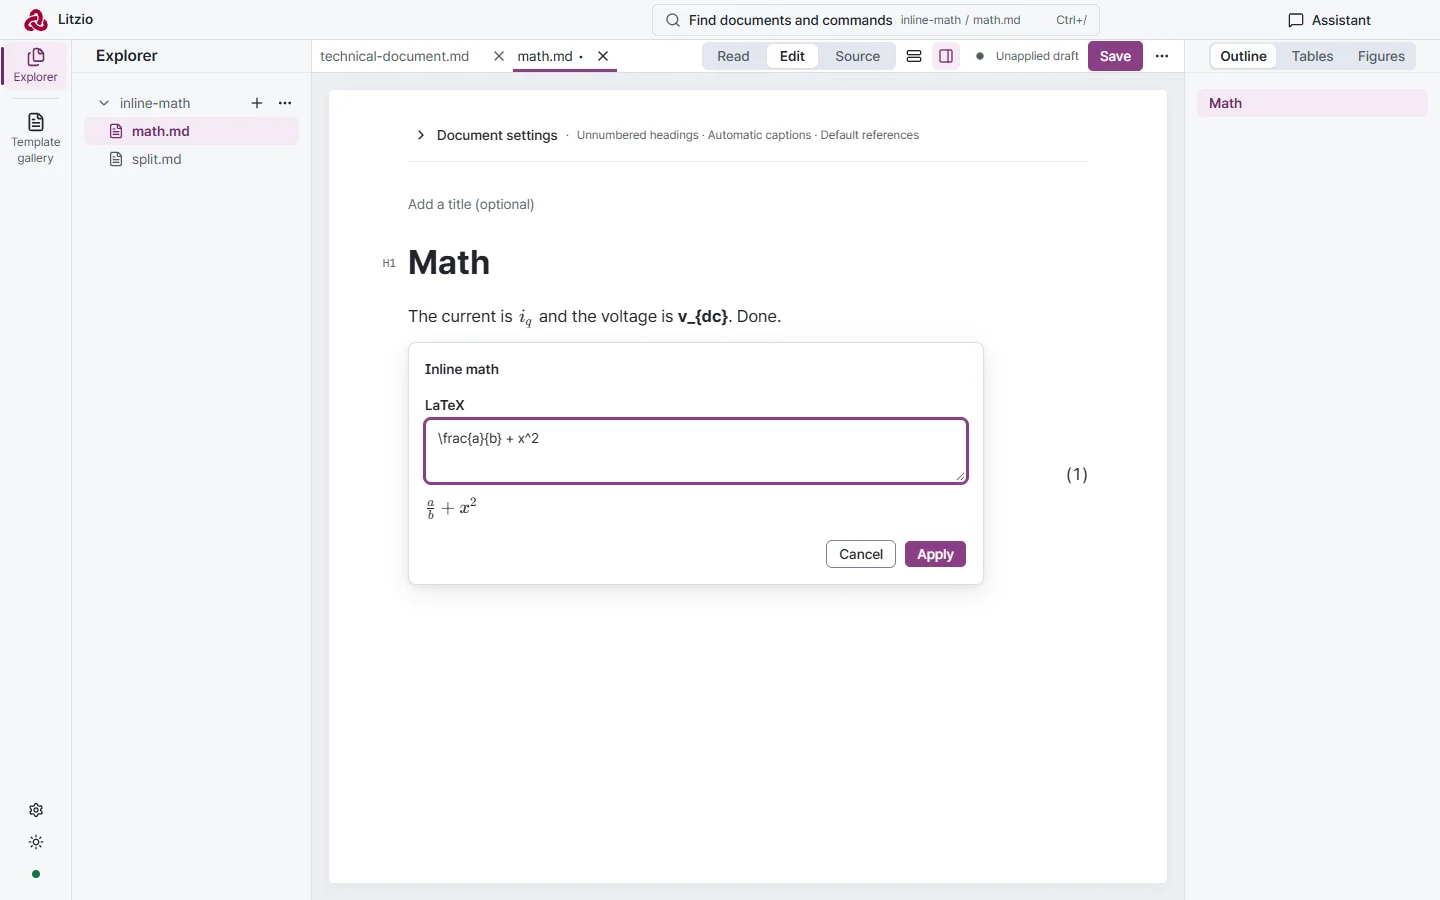 Litzio
Find documents and commands inline-math / math.md Ctrl+/
Assistant
Explorer
Template
gallery
Explorer
inline-math
math.md
split.md
technical-document.md
math.md •
Read Edit Source
Unapplied draft
Save
Outline Tables Figures
Math
Document settings · Unnumbered headings · Automatic captions · Default references
Add a title (optional)
H1 Math
The current is i_q and the voltage is v_{dc}. Done.
Inline math
LaTeX
\frac{a}{b} + x^2
(1)
a/b + x²
Cancel Apply